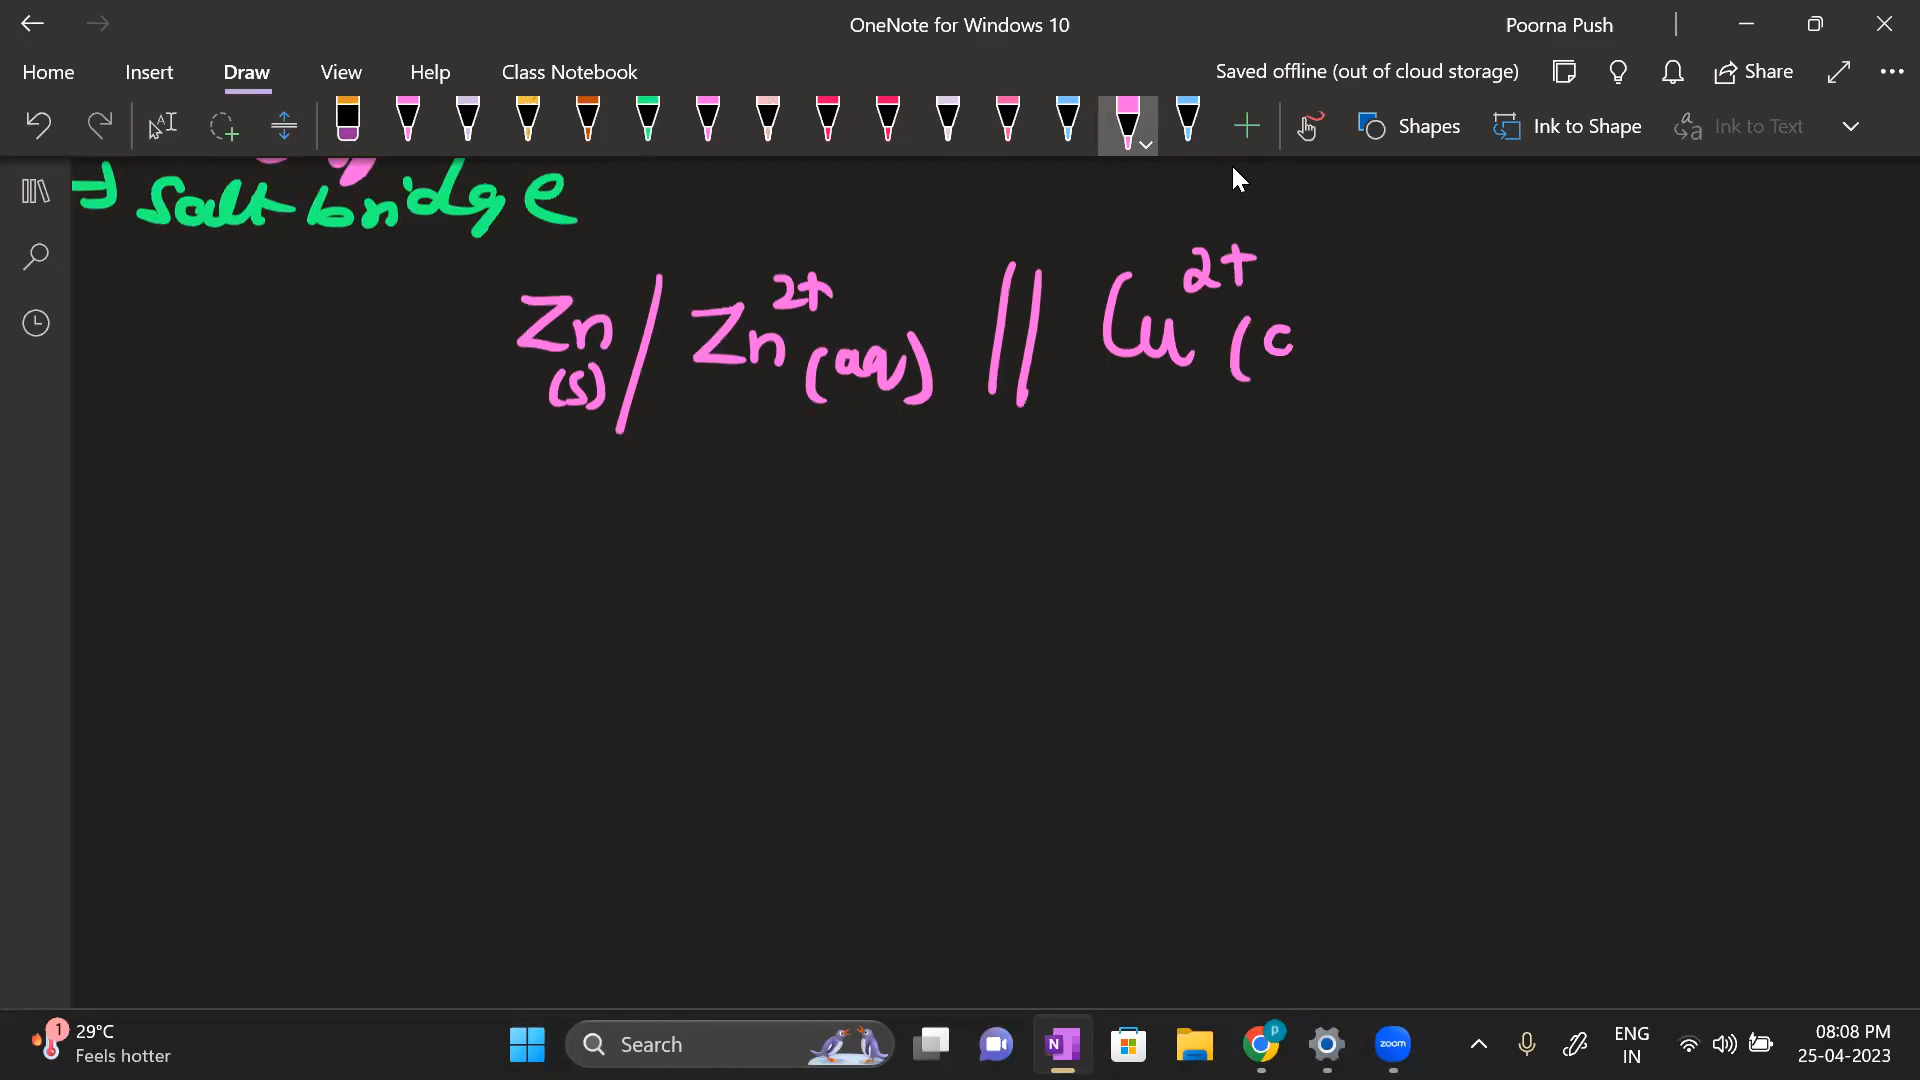 OneNote for Windows 10
Poorna Push
Home Insert Draw View Help Class Notebook
Saved offline (out of cloud storage) Share
Shapes Ink to Shape Ink to Text
Salt bridge
Zn(s) / Zn²⁺(aq) || Cu²⁺(a
1 29°C
Feels hotter
Search
zoom
ENG
IN
08:08 PM
25-04-2023